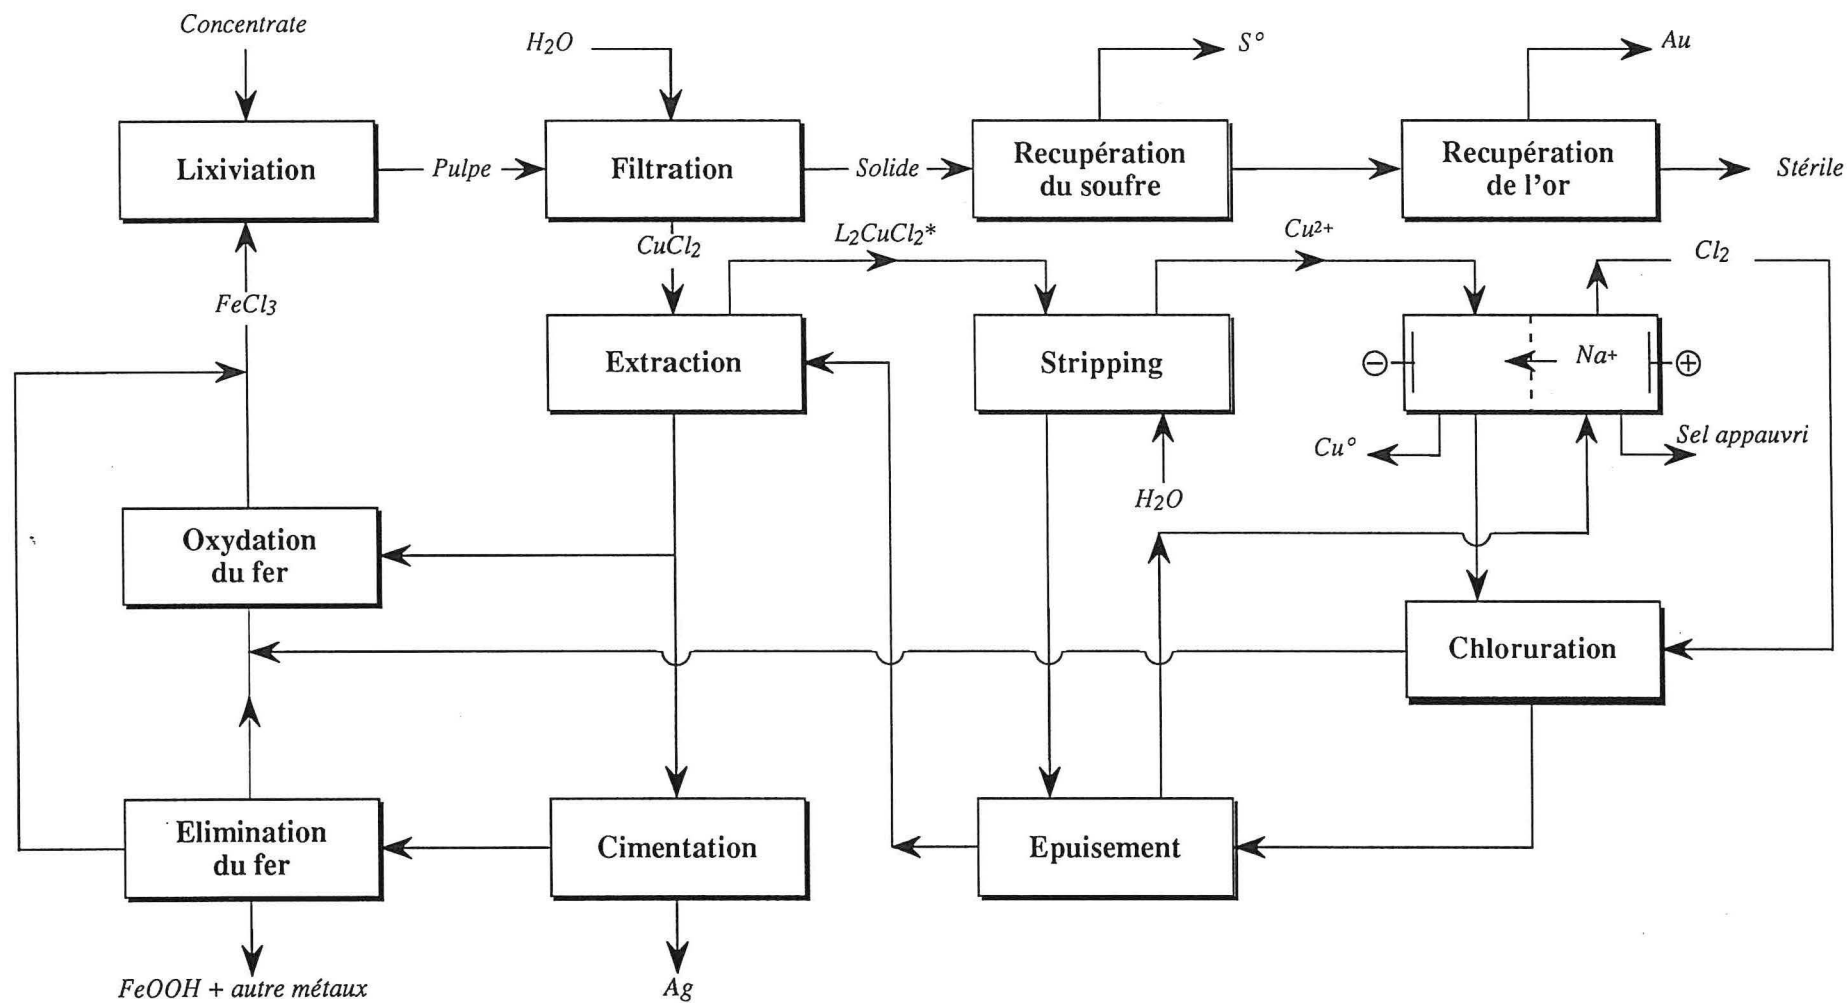 Concentrate
H2O
S°
Au
Lixiviation
Pulpe
Filtration
Solide
Recupération
du soufre
Recupération
de l'or
Stérile
CuCl2
L2CuCl2*
Cu2+
Cl2
FeCl3
Extraction
Stripping
−
Na+
+
Cu°
Sel appauvri
H2O
Oxydation
du fer
Chloruration
Elimination
du fer
Cimentation
Epuisement
FeOOH + autre métaux
Ag